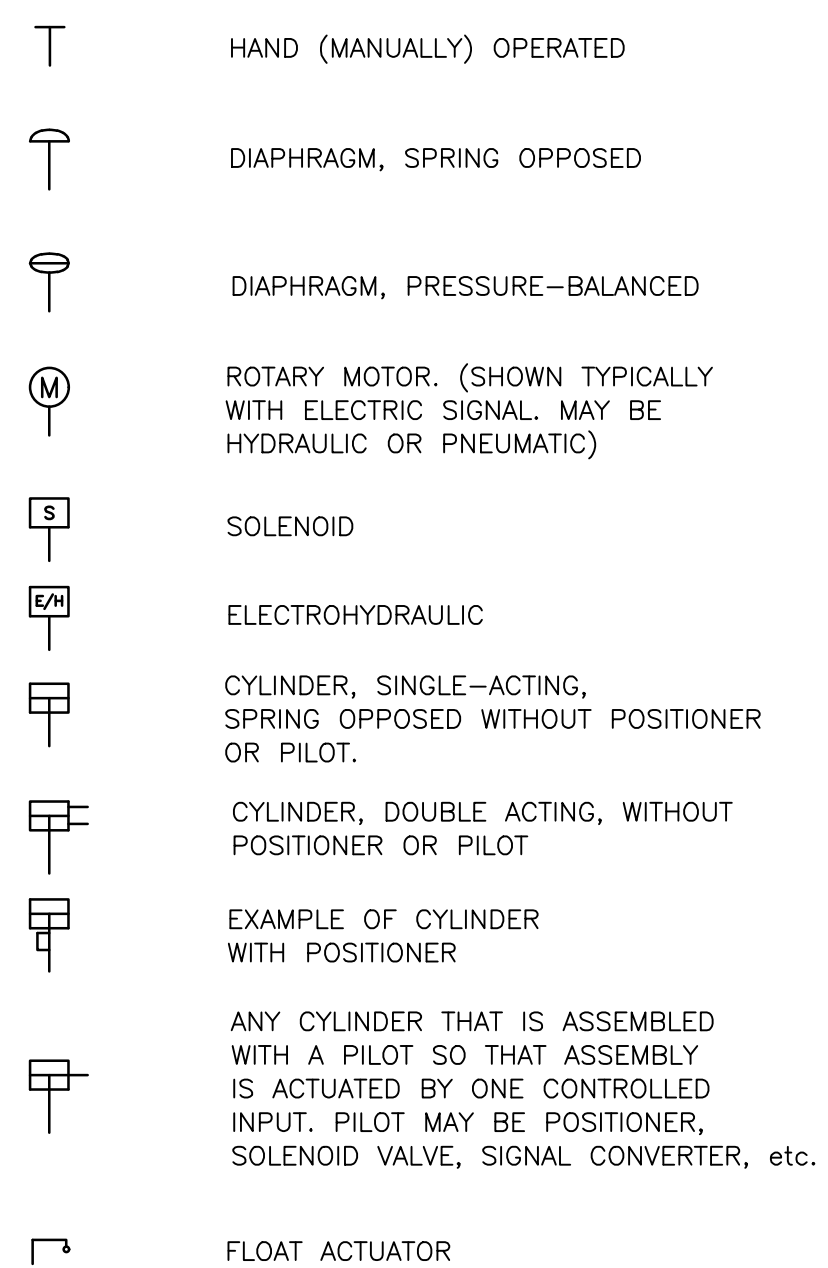 HAND (MANUALLY) OPERATED
DIAPHRAGM, SPRING OPPOSED
DIAPHRAGM, PRESSURE-BALANCED
M
ROTARY MOTOR. (SHOWN TYPICALLY
WITH ELECTRIC SIGNAL. MAY BE
HYDRAULIC OR PNEUMATIC)
S
SOLENOID
E/H
ELECTROHYDRAULIC
CYLINDER, SINGLE-ACTING,
SPRING OPPOSED WITHOUT POSITIONER
OR PILOT.
CYLINDER, DOUBLE ACTING, WITHOUT
POSITIONER OR PILOT
EXAMPLE OF CYLINDER
WITH POSITIONER
ANY CYLINDER THAT IS ASSEMBLED
WITH A PILOT SO THAT ASSEMBLY
IS ACTUATED BY ONE CONTROLLED
INPUT. PILOT MAY BE POSITIONER,
SOLENOID VALVE, SIGNAL CONVERTER, etc.
FLOAT ACTUATOR